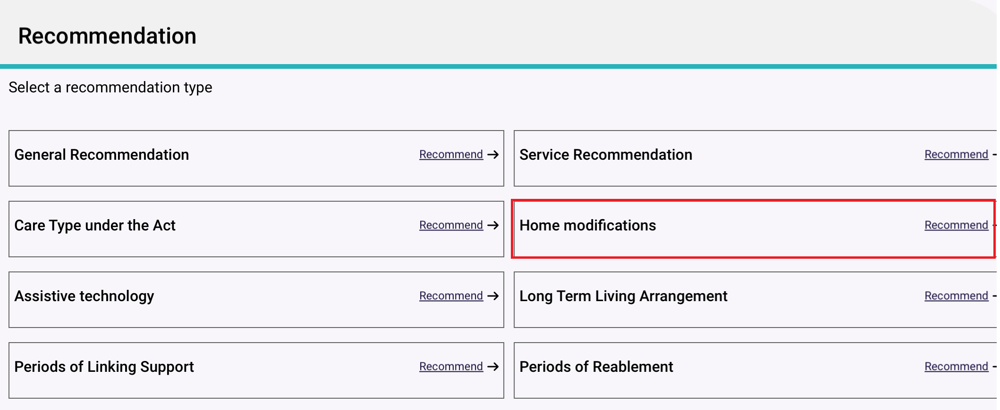 Recommendation
Select a recommendation type
General Recommendation Recommend →
Service Recommendation Recommend
Care Type under the Act Recommend →
Home modifications Recommend
Assistive technology Recommend →
Long Term Living Arrangement Recommend
Periods of Linking Support Recommend →
Periods of Reablement Recommend